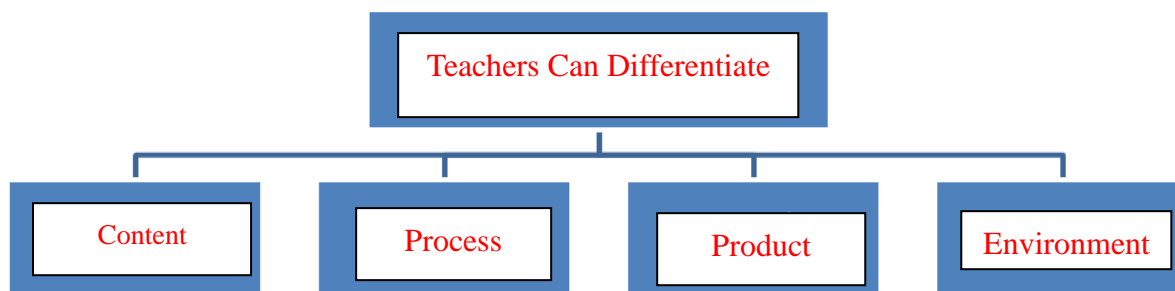 Teachers Can Differentiate
Content
Process
Product
Environment